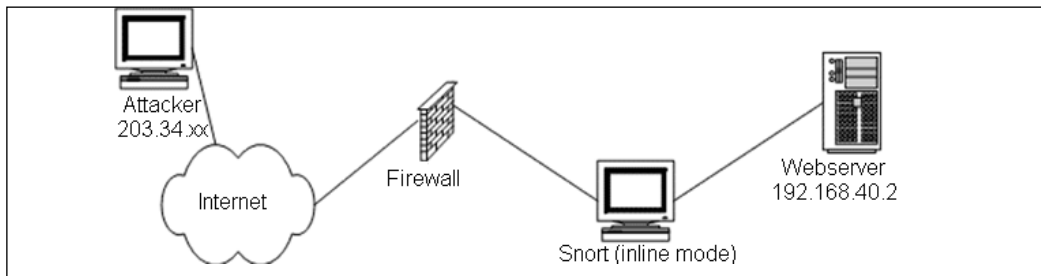 Attacker
203.34.xx
Internet
Firewall
Snort (inline mode)
Webserver
192.168.40.2